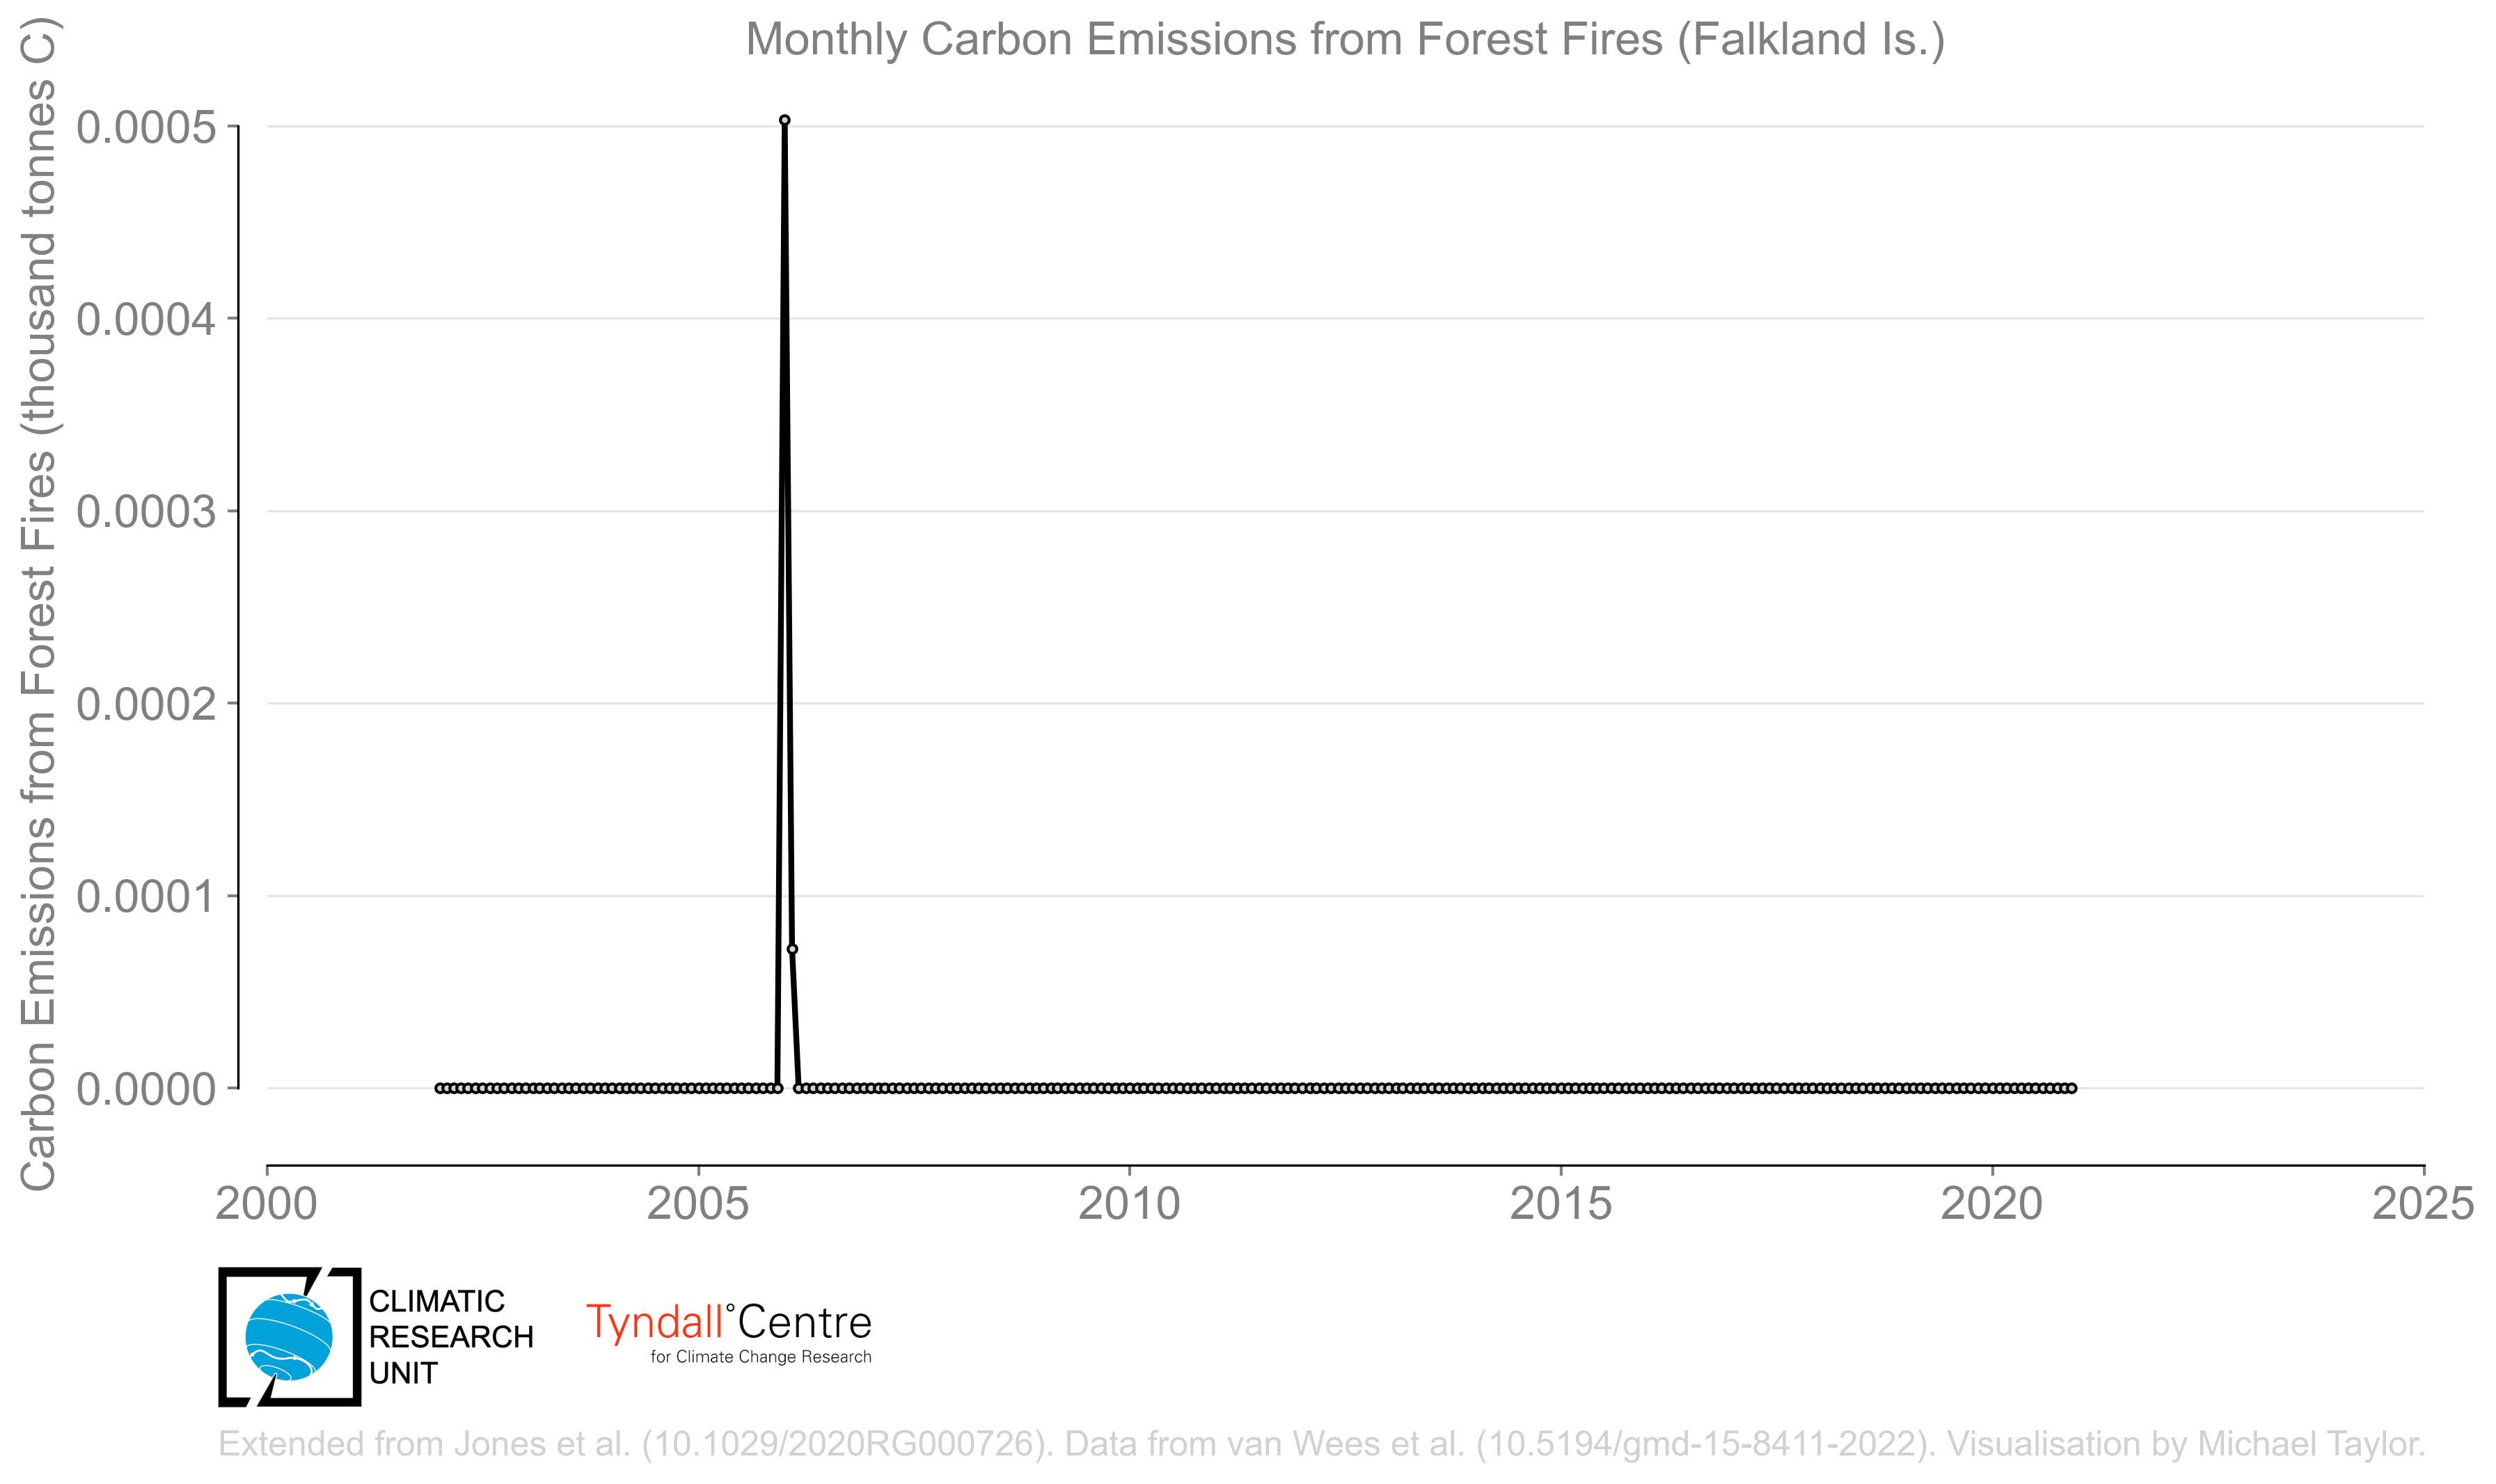 Monthly Carbon Emissions from Forest Fires (Falkland Is.)
Carbon Emissions from Forest Fires (thousand tonnes C)
0.0005
0.0004
0.0003
0.0002
0.0001
0.0000
2000 2005 2010 2015 2020 2025
CLIMATIC
RESEARCH
UNIT
Tyndall°Centre
for Climate Change Research
Extended from Jones et al. (10.1029/2020RG000726). Data from van Wees et al. (10.5194/gmd-15-8411-2022). Visualisation by Michael Taylor.